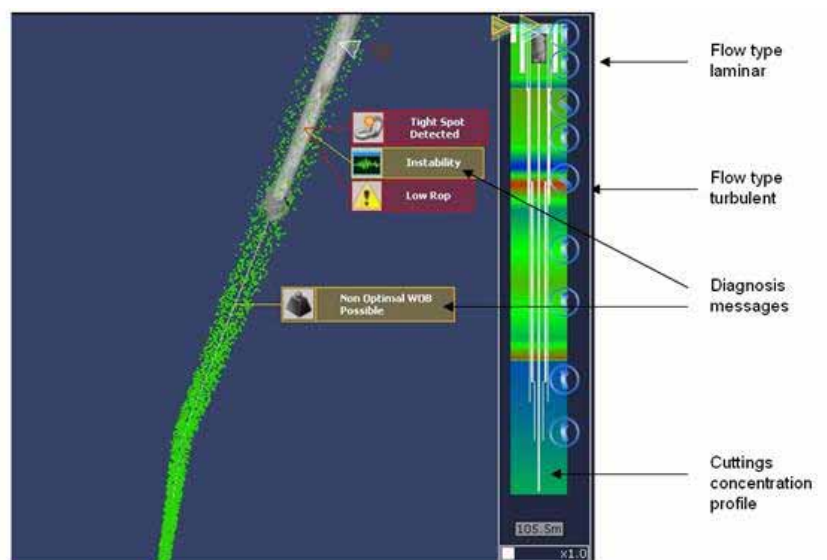 Tight Spot
Detected
Instability
Low Rop
Non Optimal WOB
Possible
105.5m
x1.0
Flow type
laminar
Flow type
turbulent
Diagnosis
messages
Cuttings
concentration
profile